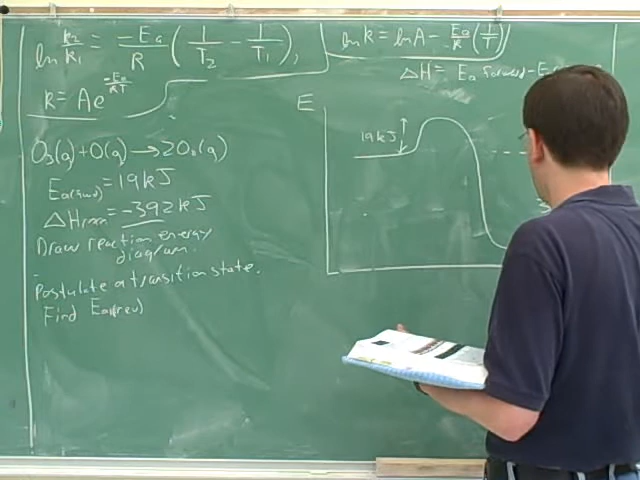 ln k₂/k₁ = -Ea/R (1/T₂ - 1/T₁),
ln k = ln A - Ea/R (1/T)
k = Ae^(-Ea/RT)
ΔH = Ea forward - E
E
19 kJ
O₃(g) + O(g) → 2O₂(g)
Ea(fwd) = 19 kJ
ΔHrxn = -392 kJ
Draw reaction energy
diagram.
Postulate a transition state.
Find Ea(rev)